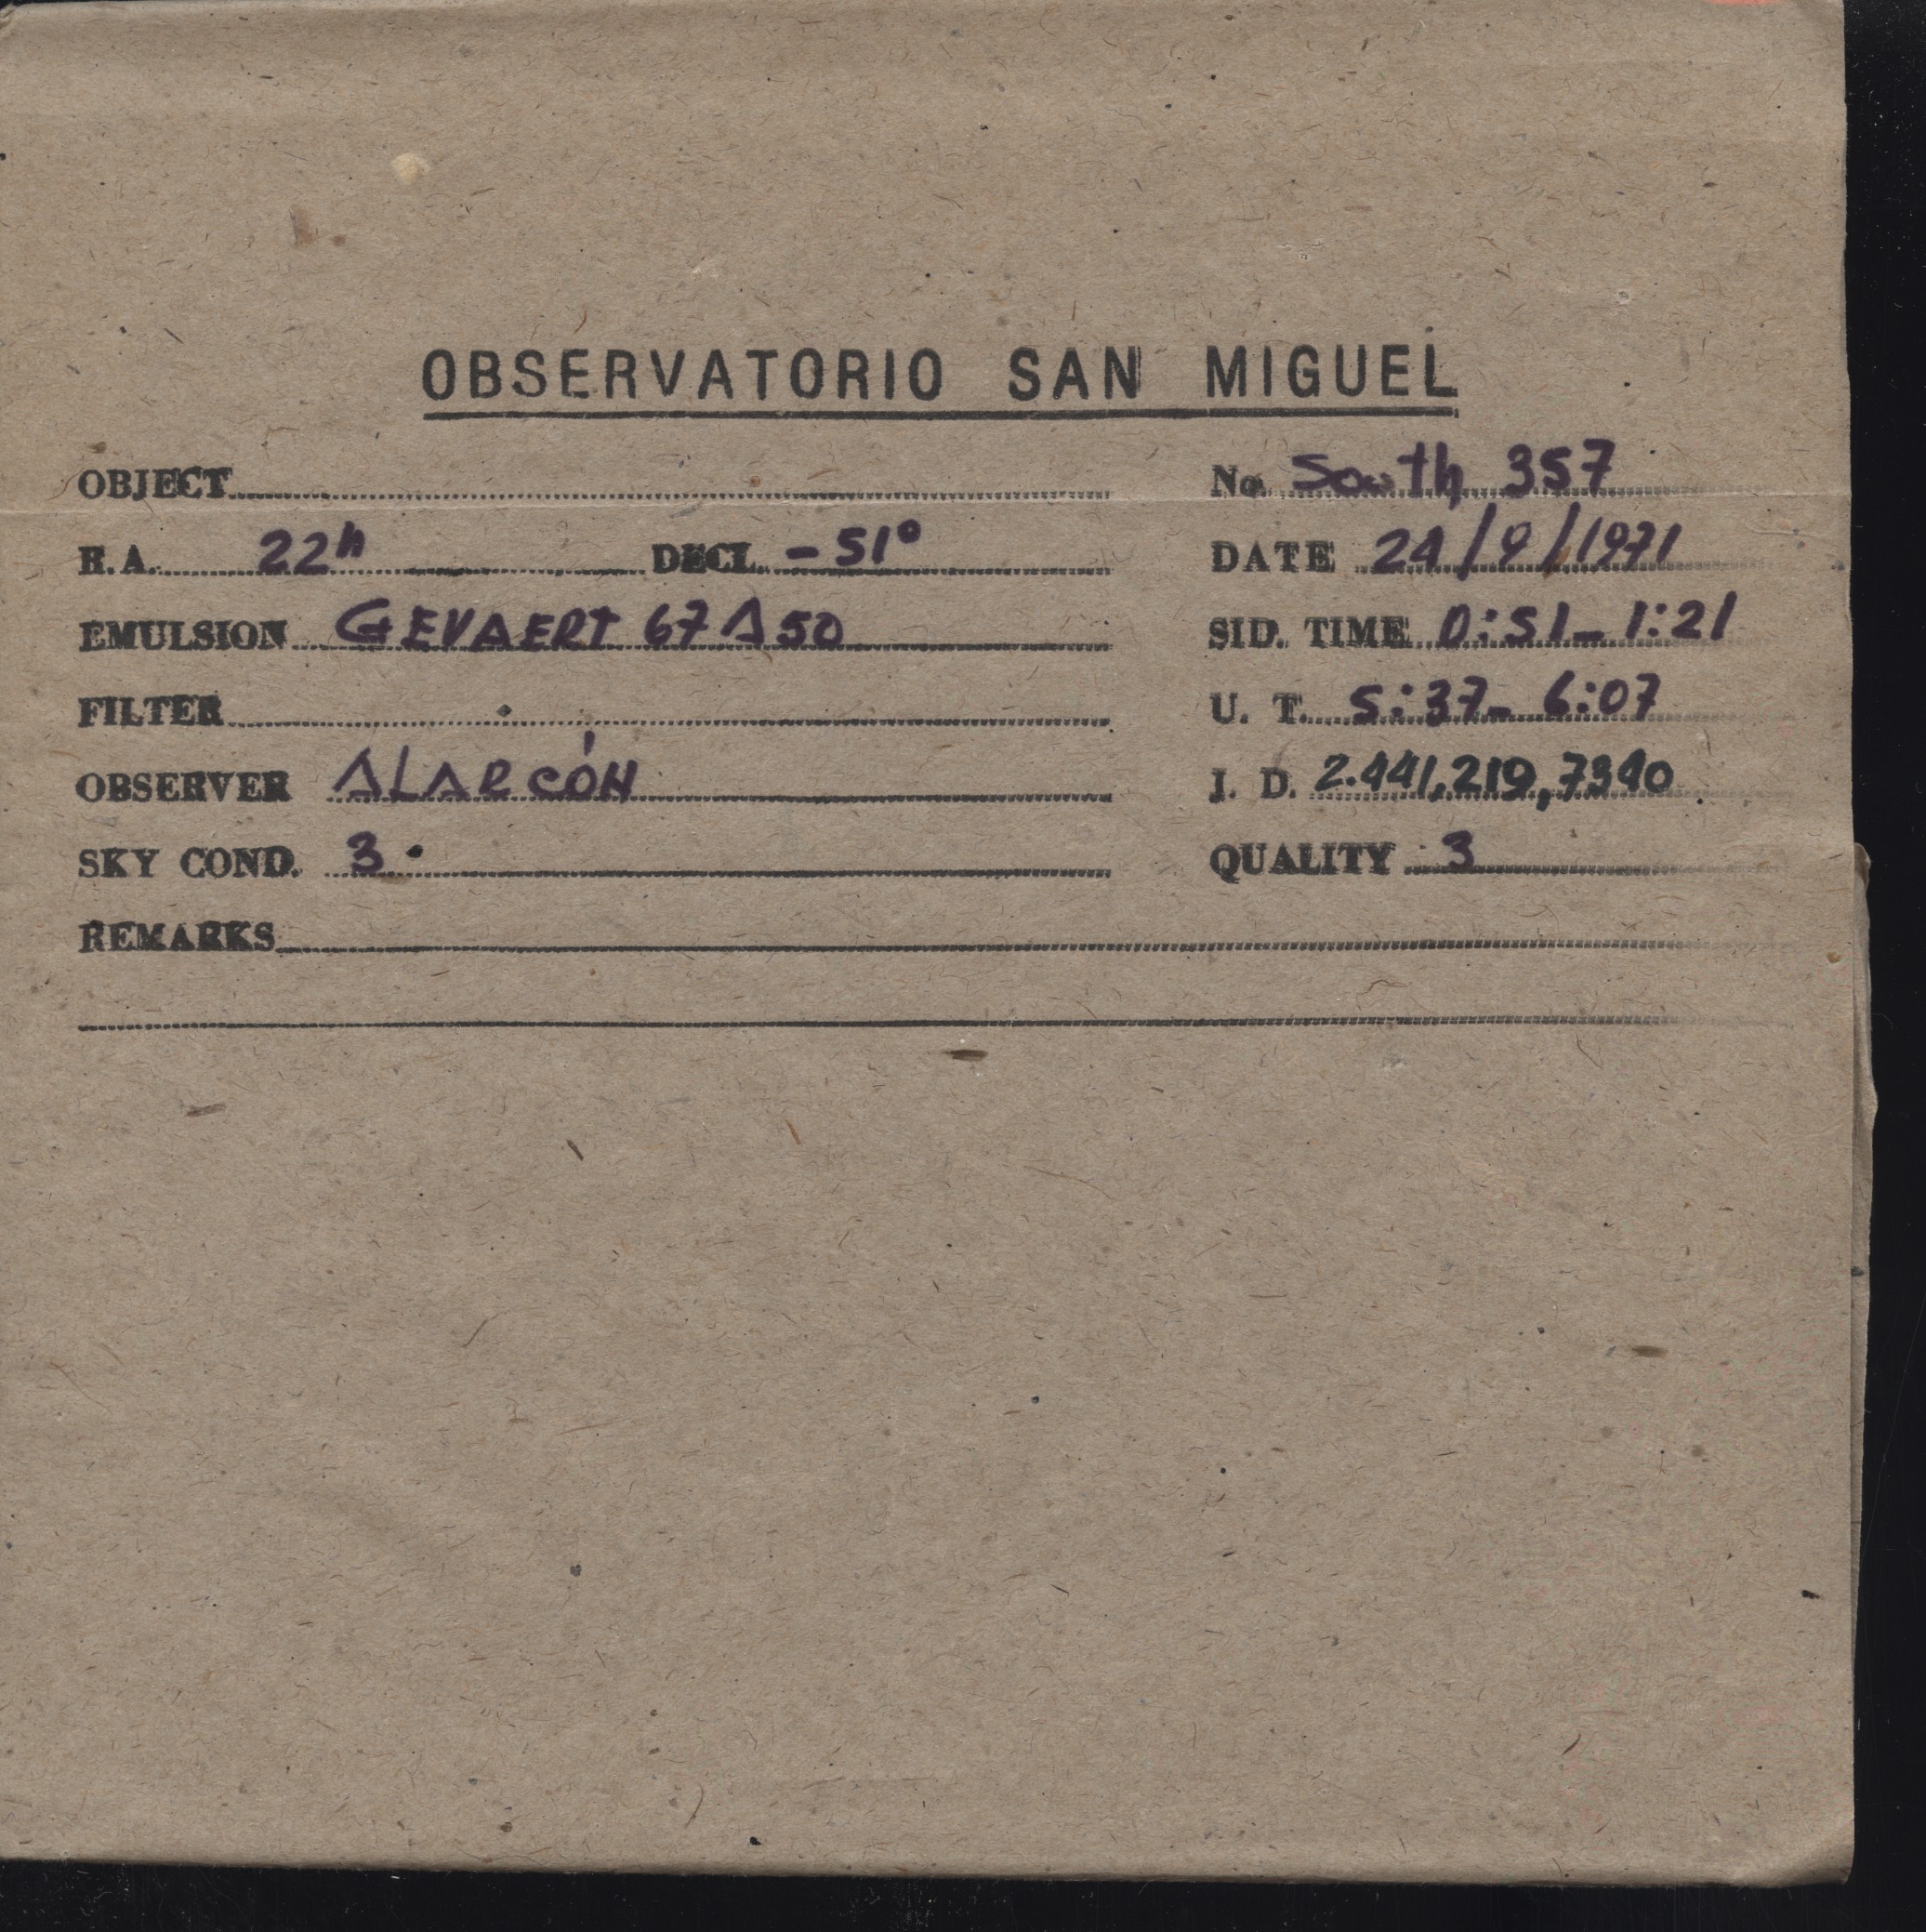 OBSERVATORIO SAN MIGUEL
OBJECT No. South 357
R.A. 22h DECL. -51° DATE 24/9/1971
EMULSION GEVAERT 67A50 SID. TIME 0:51-1:21
FILTER U. T. 5:37-6:07
OBSERVER ALARCÓN J. D. 2.441,219,7340
SKY COND. 3 QUALITY 3
REMARKS